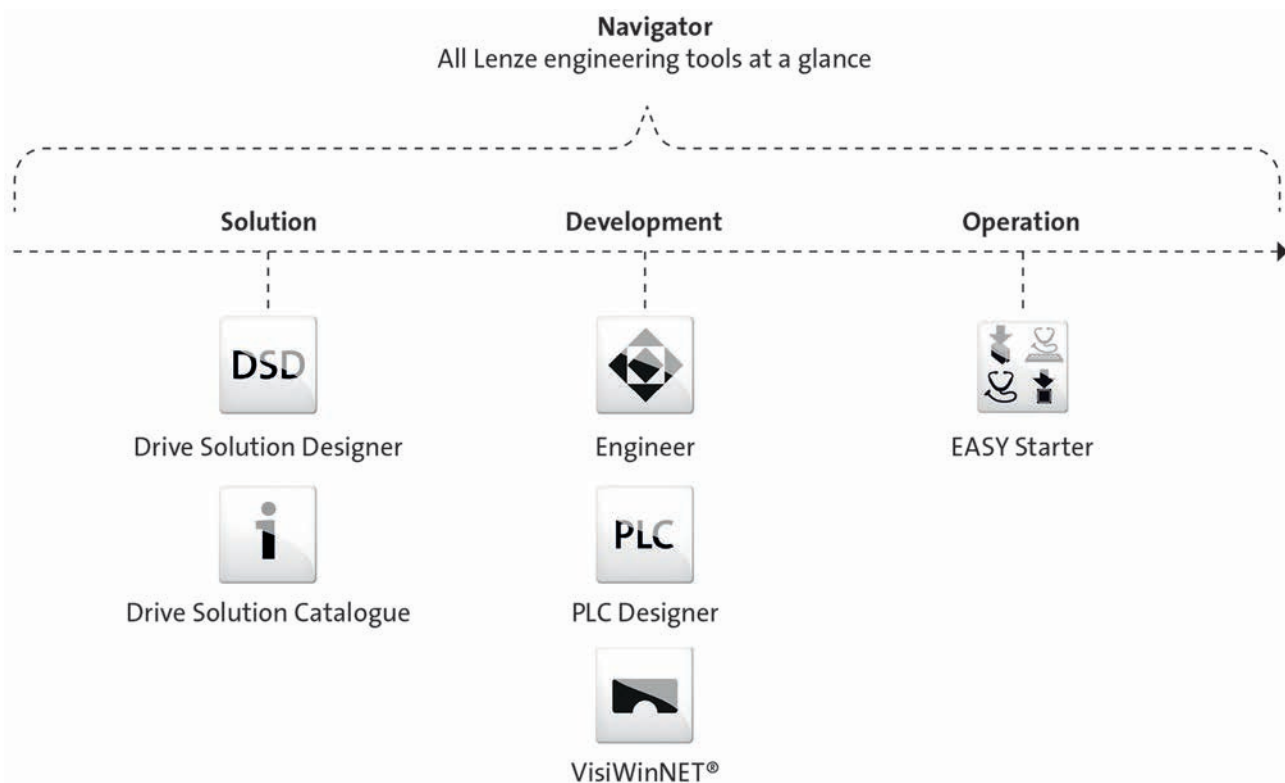 Navigator
All Lenze engineering tools at a glance
Solution
Development
Operation
DSD
Drive Solution Designer
Engineer
EASY Starter
i
Drive Solution Catalogue
PLC
PLC Designer
VisiWinNET®